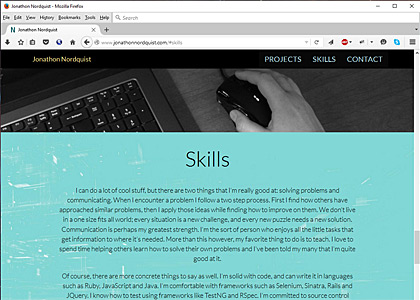 Jonathon Nordquist - Mozilla Firefox
File Edit View History Bookmarks Tools Help
Jonathon Nordquist
www.jonathonnordquist.com/#skills
Jonathon Nordquist PROJECTS SKILLS CONTACT
Skills
I can do a lot of cool stuff, but there are two things that I'm really good at: solving problems and
communicating. When I encounter a problem I follow a two step process. First I find how others have
approached similar problems, then I apply those ideas while finding how to improve on them. We don't live
in a one size fits all world; every situation is a new challenge, and every new puzzle needs a new solution.
Communication is perhaps my greatest strength. I'm the sort of person who enjoys all the little tasks that
get information to where it's needed. More than this however, my favorite thing to do is to teach. I love to
spend time helping others learn how to solve their own problems and I've been told my many that I'm quite
good at it.
Of course, there are more concrete things to say as well. I'm solid with code, and can write it in languages
such as Ruby, JavaScript and Java. I'm comfortable with frameworks such as Selenium, Sinatra, Rails and
JQuery. I know how to test using frameworks like TestNG and RSpec. I'm committed to source control